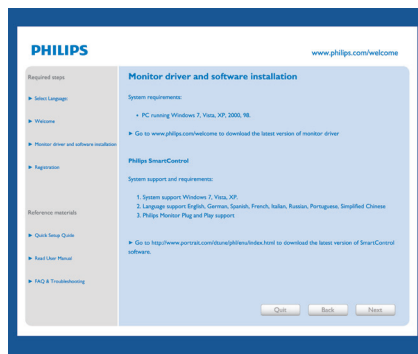 PHILIPS
www.philips.com/welcome
Required steps
► Select Language
► Welcome
► Monitor driver and software installation
► Registration
Reference materials
► Quick Setup Guide
► Read User Manual
► FAQ & Troubleshooting
Monitor driver and software installation
System requirements:
• PC running Windows 7, Vista, XP, 2000, 98.
► Go to www.philips.com/welcome to download the latest version of monitor driver
Philips SmartControl
System support and requirements:
1. System support Windows 7, Vista, XP.
2. Language support English, German, Spanish, French, Italian, Russian, Portuguese, Simplified Chinese
3. Philips Monitor Plug and Play support
► Go to http://www.portrait.com/dtune/phl/enu/index.html to download the latest version of SmartControl
software.
Quit
Back
Next